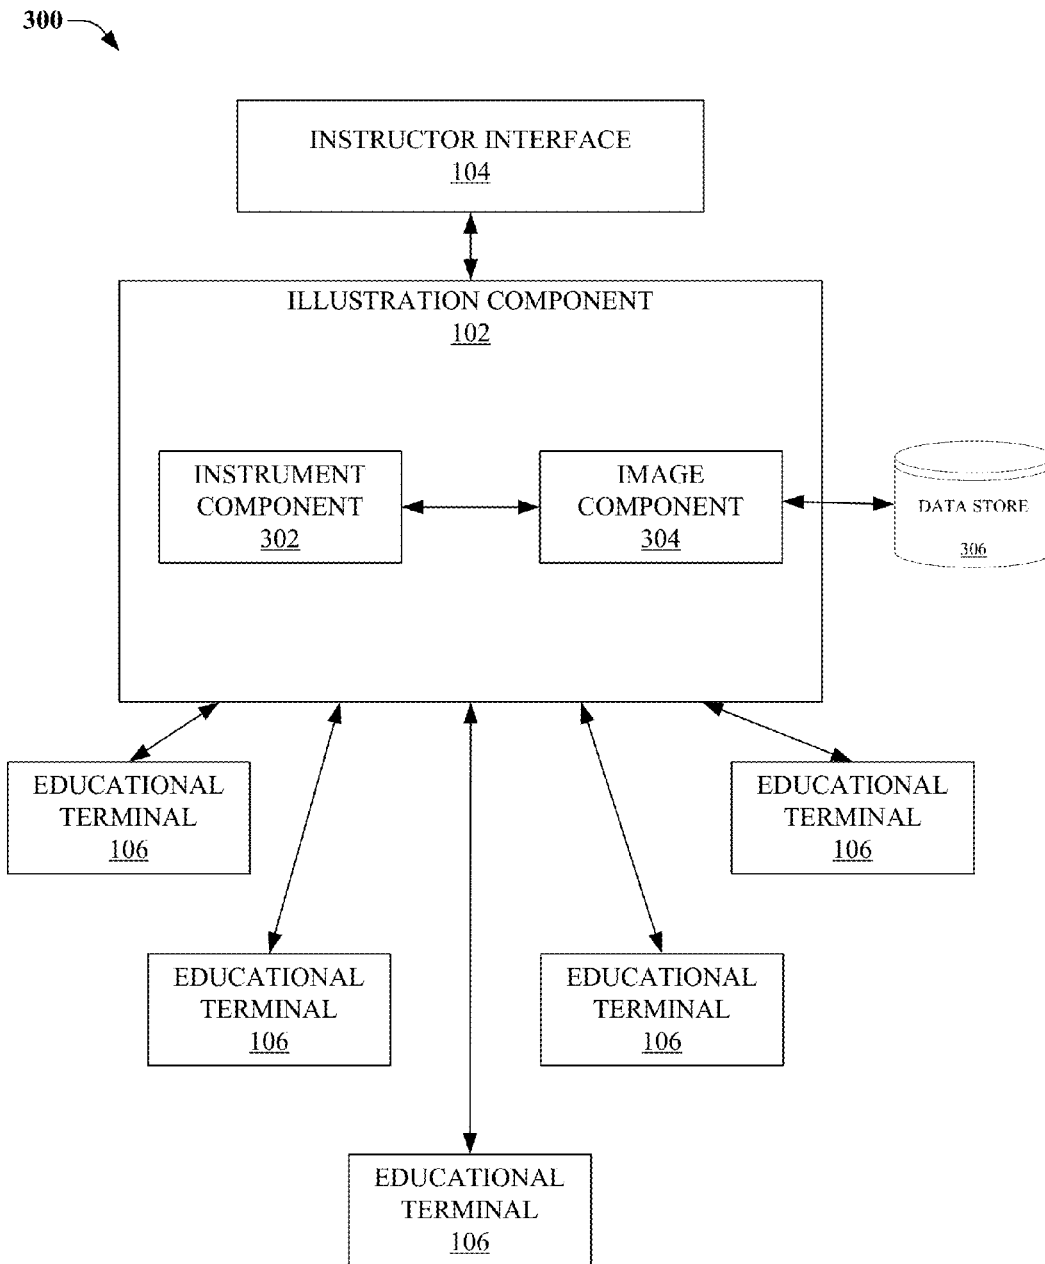 300
INSTRUCTOR INTERFACE
104
ILLUSTRATION COMPONENT
102
INSTRUMENT
COMPONENT
302
IMAGE
COMPONENT
304
DATA STORE
306
EDUCATIONAL
TERMINAL
106
EDUCATIONAL
TERMINAL
106
EDUCATIONAL
TERMINAL
106
EDUCATIONAL
TERMINAL
106
EDUCATIONAL
TERMINAL
106